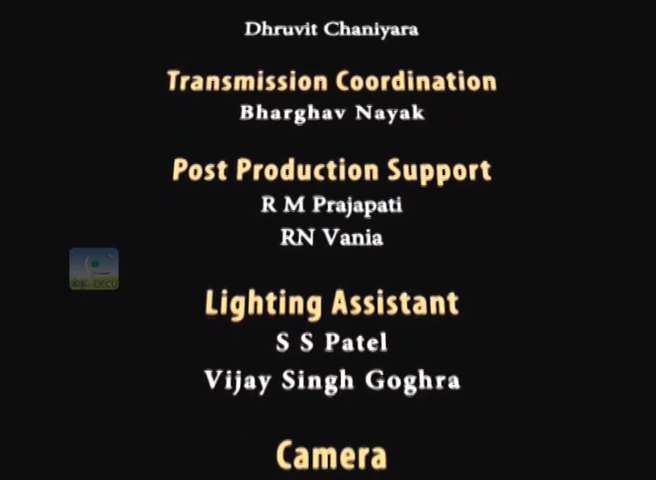 Dhruvit Chaniyara
Transmission Coordination
Bharghav Nayak
Post Production Support
R M Prajapati
RN Vania
DECU
Lighting Assistant
S S Patel
Vijay Singh Goghra
Camera